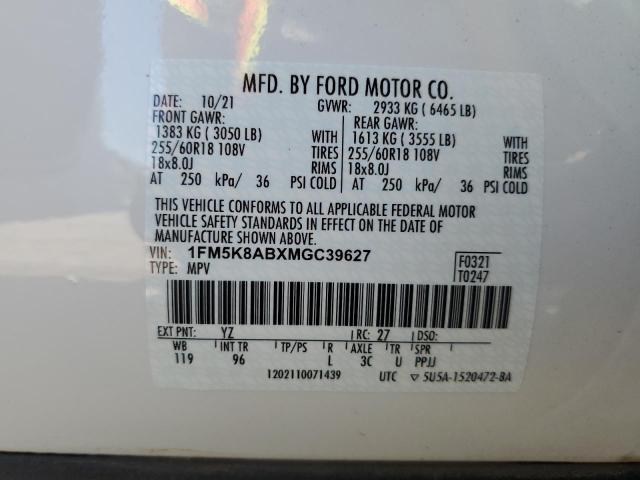 MFD. BY FORD MOTOR CO.
DATE: 10/21 GVWR: 2933 KG ( 6465 LB)
FRONT GAWR: REAR GAWR:
1383 KG ( 3050 LB) WITH 1613 KG ( 3555 LB) WITH
255/60R18 108V TIRES 255/60R18 108V TIRES
18x8.0J RIMS 18x8.0J RIMS
AT 250 kPa/ 36 PSI COLD AT 250 kPa/ 36 PSI COLD
THIS VEHICLE CONFORMS TO ALL APPLICABLE FEDERAL MOTOR
VEHICLE SAFETY STANDARDS IN EFFECT ON THE DATE OF
MANUFACTURE SHOWN ABOVE.
VIN: 1FM5K8ABXMGC39627 F0321
TYPE: MPV T0247
EXT PNT: YZ RC: 27 DSO:
WB INT TR TP/PS R AXLE TR SPR
119 96 L 3C U PPJJ
1202110071439 UTC ▽ 5U5A-1520472-BA